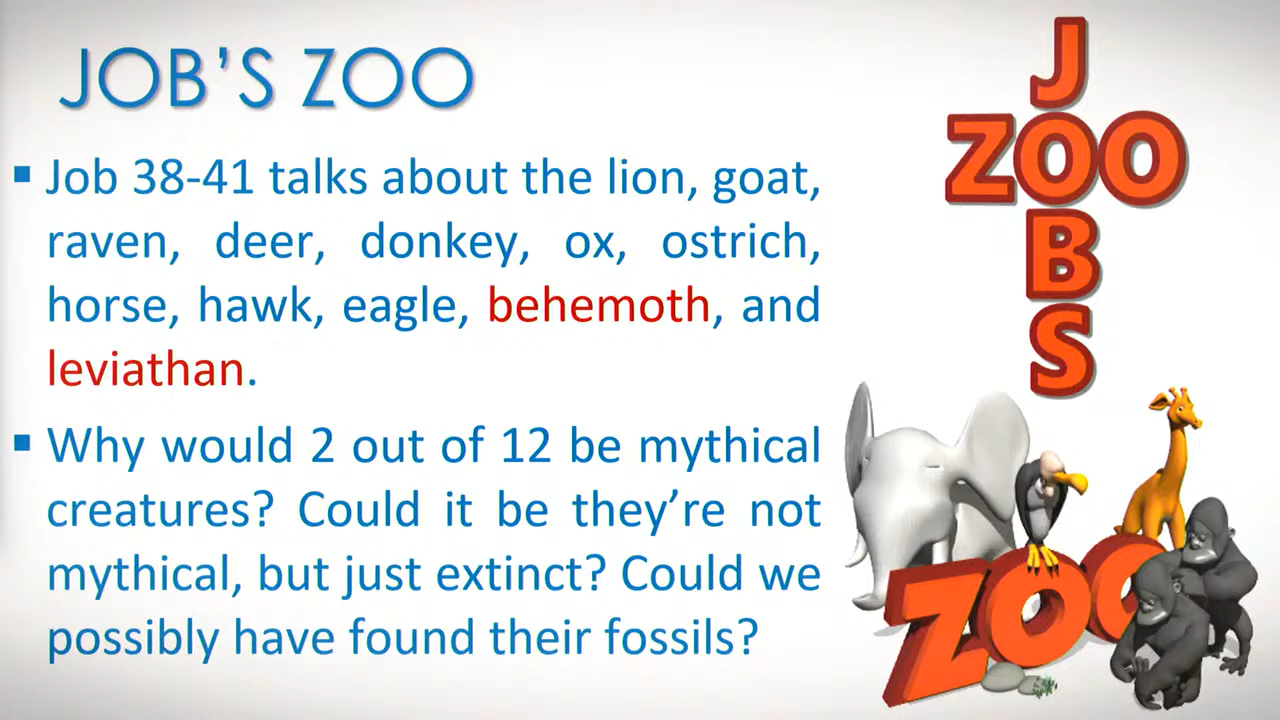 JOB'S ZOO
▪ Job 38-41 talks about the lion, goat,
raven, deer, donkey, ox, ostrich,
horse, hawk, eagle, behemoth, and
leviathan.
▪ Why would 2 out of 12 be mythical
creatures? Could it be they're not
mythical, but just extinct? Could we
possibly have found their fossils?
J
ZOO
B
S
ZOO